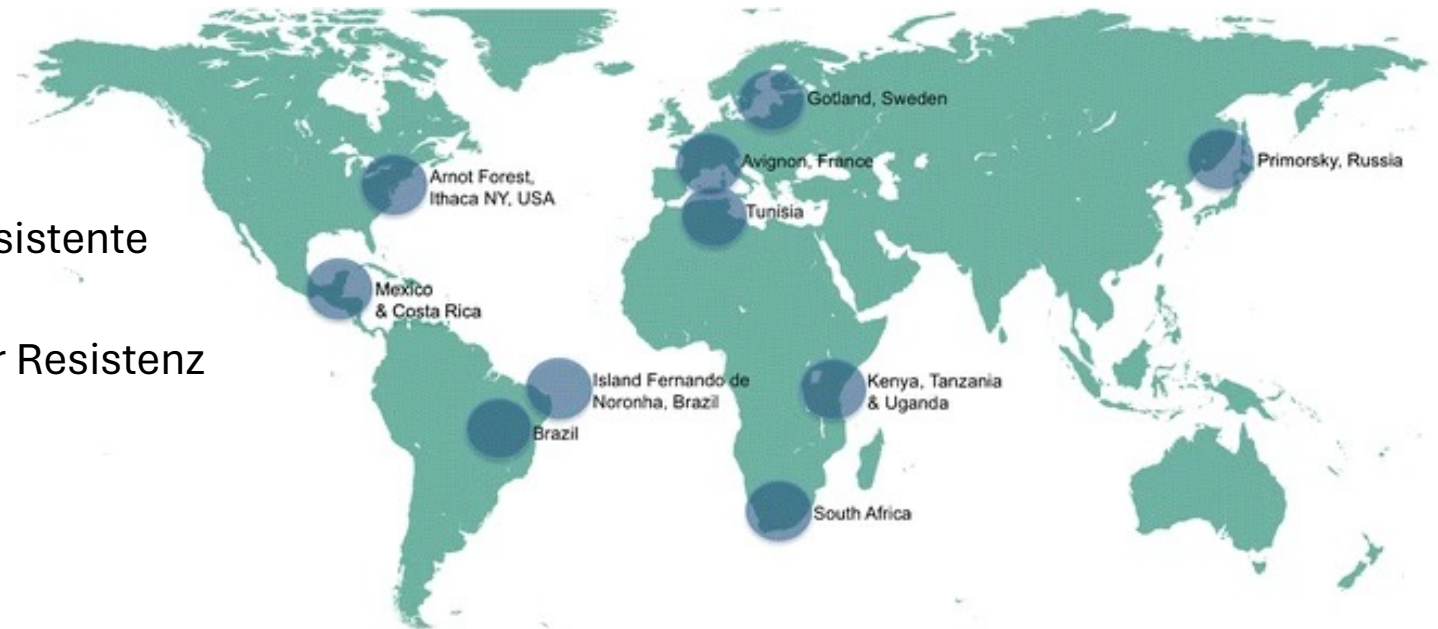 sistente
r Resistenz
Gotland, Sweden
Avignon, France
Primorsky, Russia
Arnot Forest,
Ithaca NY, USA
Tunisia
Mexico
& Costa Rica
Island Fernando de
Noronha, Brazil
Kenya, Tanzania
& Uganda
Brazil
South Africa